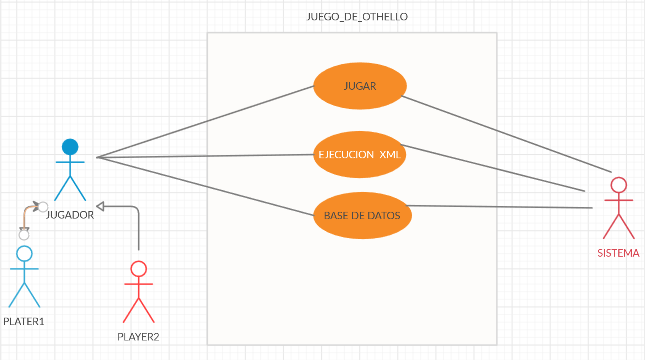 JUEGO_DE_OTHELLO
JUGAR
EJECUCION XML
JUGADOR
BASE DE DATOS
SISTEMA
PLATER1
PLAYER2